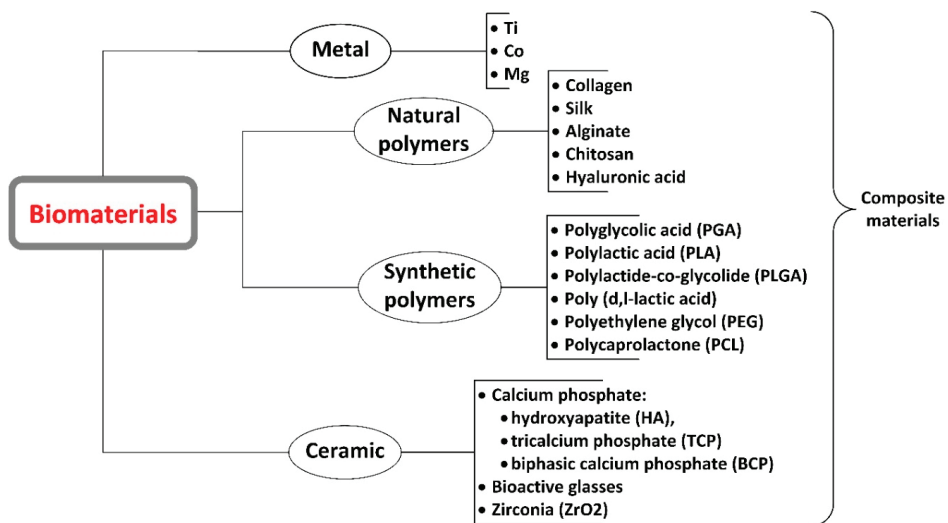 Metal
• Ti
• Co
• Mg
Natural
polymers
• Collagen
• Silk
• Alginate
• Chitosan
• Hyaluronic acid
Biomaterials
Composite
materials
Synthetic
polymers
• Polyglycolic acid (PGA)
• Polylactic acid (PLA)
• Polylactide-co-glycolide (PLGA)
• Poly (d,l-lactic acid)
• Polyethylene glycol (PEG)
• Polycaprolactone (PCL)
Ceramic
• Calcium phosphate:
• hydroxyapatite (HA),
• tricalcium phosphate (TCP)
• biphasic calcium phosphate (BCP)
• Bioactive glasses
• Zirconia (ZrO2)